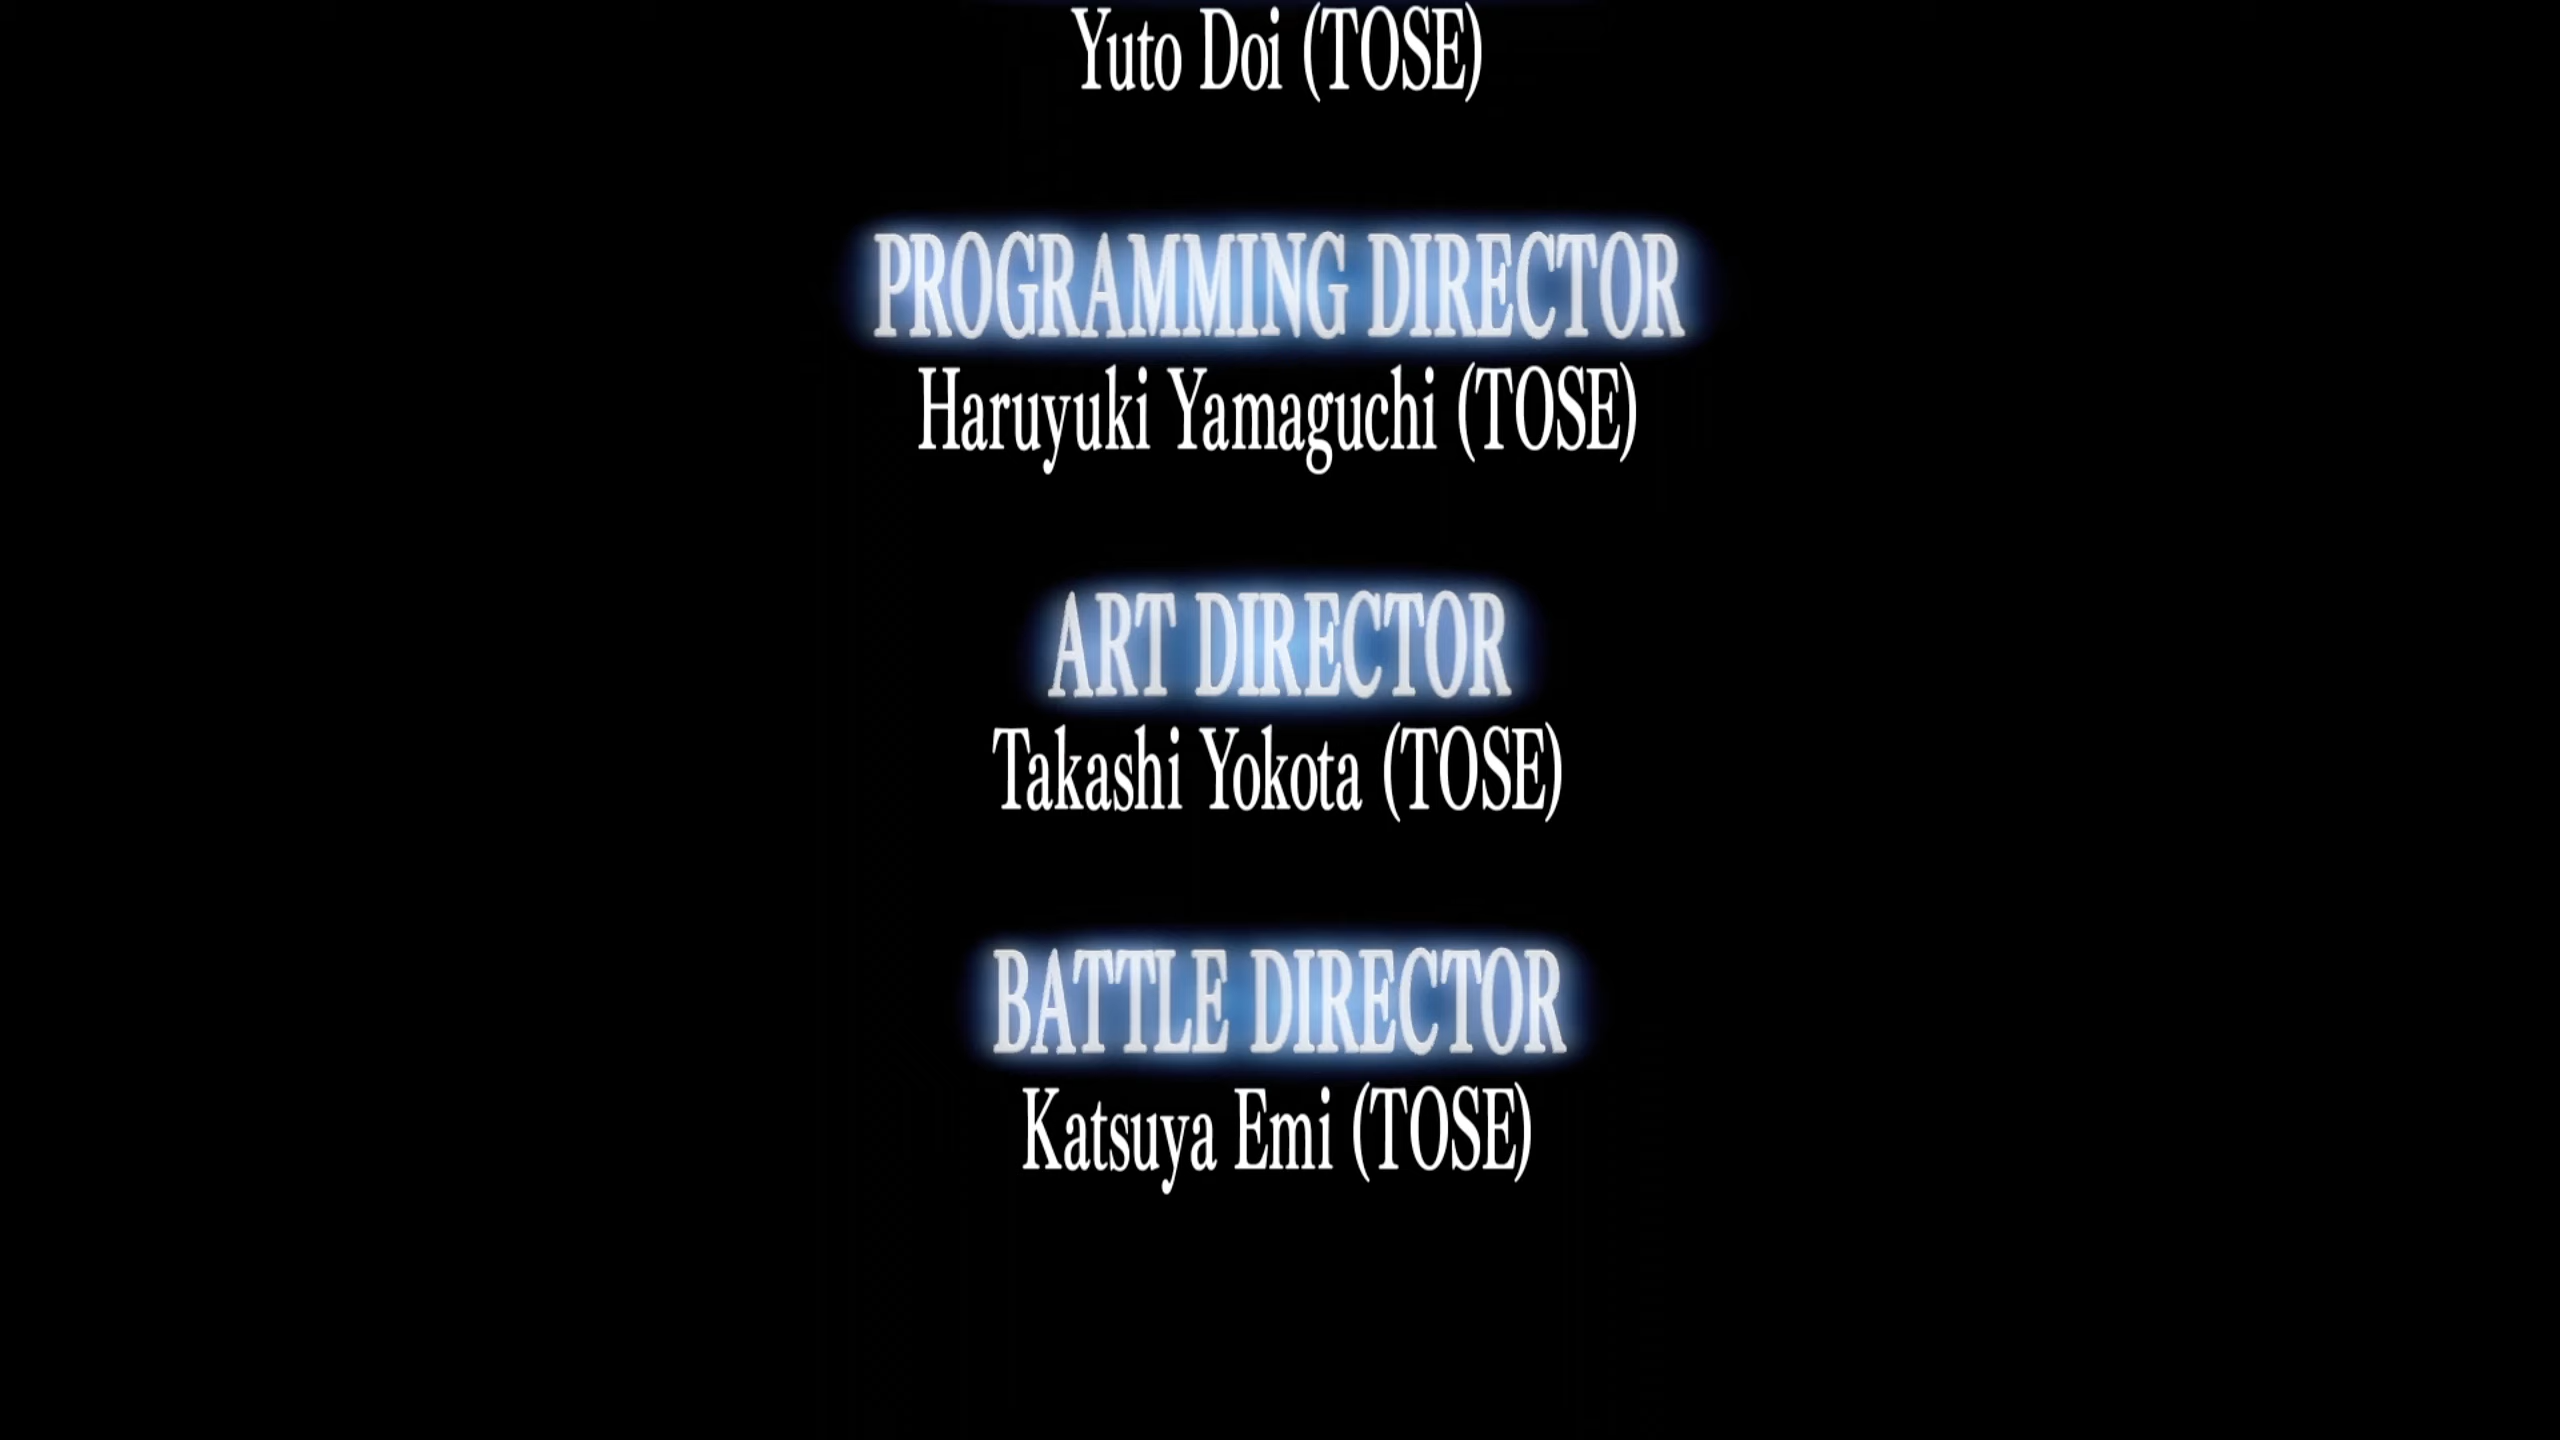 Yuto Doi (TOSE)
PROGRAMMING DIRECTOR
Haruyuki Yamaguchi (TOSE)
ART DIRECTOR
Takashi Yokota (TOSE)
BATTLE DIRECTOR
Katsuya Emi (TOSE)